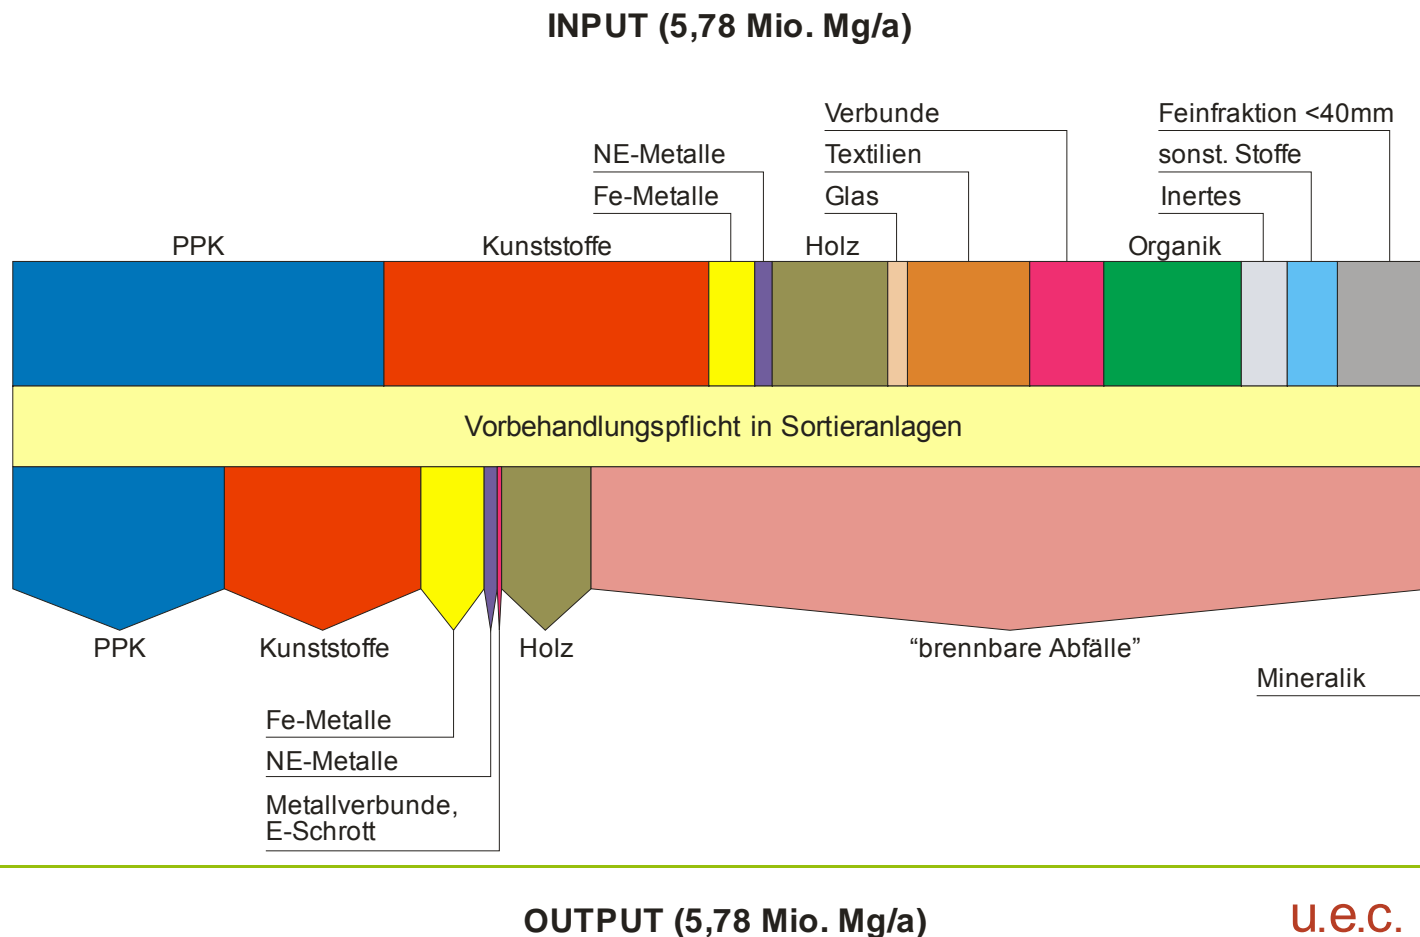 INPUT (5,78 Mio. Mg/a)
Verbunde
Feinfraktion <40mm
NE-Metalle
Textilien
sonst. Stoffe
Fe-Metalle
Glas
Inertes
PPK
Kunststoffe
Holz
Organik
Vorbehandlungspflicht in Sortieranlagen
PPK
Kunststoffe
Holz
“brennbare Abfälle”
Mineralik
Fe-Metalle
NE-Metalle
Metallverbunde,
E-Schrott
OUTPUT (5,78 Mio. Mg/a)
u.e.c.